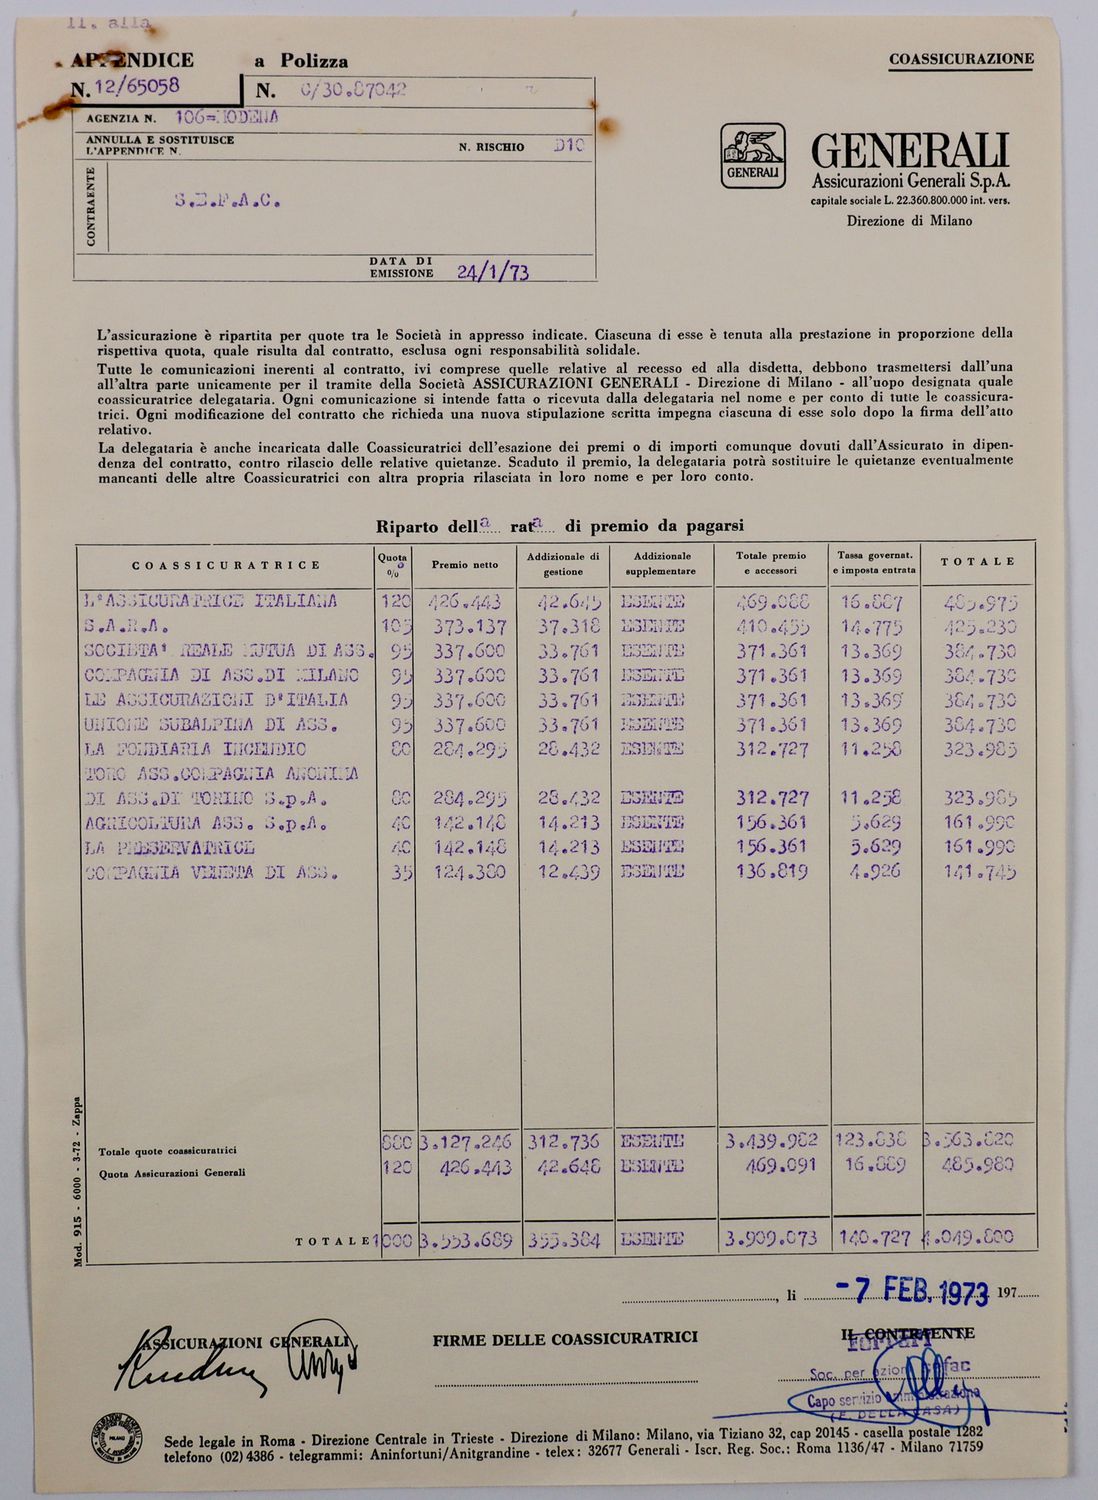 11. alla
APPENDICE a Polizza COASSICURAZIONE
N. 12/65058 N. C/30.87042
AGENZIA N. 106=MODENA
ANNULLA E SOSTITUISCE
L'APPENDICE N. N. RISCHIO D10
CONTRAENTE
S.E.F.A.C.
DATA DI
EMISSIONE 24/1/73
GENERALI
GENERALI
Assicurazioni Generali S.p.A.
capitale sociale L. 22.360.800.000 int. vers.
Direzione di Milano
L'assicurazione è ripartita per quote tra le Società in appresso indicate. Ciascuna di esse è tenuta alla prestazione in proporzione della
rispettiva quota, quale risulta dal contratto, esclusa ogni responsabilità solidale.
Tutte le comunicazioni inerenti al contratto, ivi comprese quelle relative al recesso ed alla disdetta, debbono trasmettersi dall'una
all'altra parte unicamente per il tramite della Società ASSICURAZIONI GENERALI - Direzione di Milano - all'uopo designata quale
coassicuratrice delegataria. Ogni comunicazione si intende fatta o ricevuta dalla delegataria nel nome e per conto di tutte le coassicura-
trici. Ogni modificazione del contratto che richieda una nuova stipulazione scritta impegna ciascuna di esse solo dopo la firma dell'atto
relativo.
La delegataria è anche incaricata dalle Coassicuratrici dell'esazione dei premi o di importi comunque dovuti dall'Assicurato in dipen-
denza del contratto, contro rilascio delle relative quietanze. Scaduto il premio, la delegataria potrà sostituire le quietanze eventualmente
mancanti delle altre Coassicuratrici con altra propria rilasciata in loro nome e per loro conto.
Riparto della rata di premio da pagarsi
COASSICURATRICE Quota %o Premio netto Addizionale di gestione Addizionale supplementare Totale premio e accessori Tassa governat. e imposta entrata TOTALE
L'ASSICURATRICE ITALIANA 120 426.443 42.645 ESENTE 469.088 16.887 485.975
S.A.R.A. 105 373.137 37.318 ESENTE 410.455 14.775 425.230
SOCIETA' REALE MUTUA DI ASS. 95 337.600 33.761 ESENTE 371.361 13.369 384.730
COMPAGNIA DI ASS.DI MILANO 95 337.600 33.761 ESENTE 371.361 13.369 384.730
LE ASSICURAZIONI D'ITALIA 95 337.600 33.761 ESENTE 371.361 13.369 384.730
UNIONE SUBALPINA DI ASS. 95 337.600 33.761 ESENTE 371.361 13.369 384.730
LA FONDIARIA INCENDIO 80 284.295 28.432 ESENTE 312.727 11.258 323.985
TORO ASS.COMPAGNIA ANONIMA
DI ASS.DI TORINO S.p.A. 80 284.295 28.432 ESENTE 312.727 11.258 323.985
AGRICOLTURA ASS. S.p.A. 40 142.148 14.213 ESENTE 156.361 5.629 161.990
LA PRESERVATRICE 40 142.148 14.213 ESENTE 156.361 5.629 161.990
COMPAGNIA VENETA DI ASS. 35 124.380 12.439 ESENTE 136.819 4.926 141.745
Totale quote coassicuratrici 880 3.127.246 312.736 ESENTE 3.439.982 123.838 3.563.820
Quota Assicurazioni Generali 120 426.443 42.648 ESENTE 469.091 16.889 485.980
TOTALE 1000 3.553.689 355.384 ESENTE 3.909.073 140.727 4.049.800
Mod. 915 - 6000 - 3-72 - Zappa
, li -7 FEB. 1973 197
ASSICURAZIONI GENERALI FIRME DELLE COASSICURATRICI IL CONTRAENTE
Ferrari
Soc. per azioni Sefac
Capo servizio amministrazione
(E. DELLA CASA)
Sede legale in Roma - Direzione Centrale in Trieste - Direzione di Milano: Milano, via Tiziano 32, cap 20145 - casella postale 1282
telefono (02) 4386 - telegrammi: Aninfortuni/Anitgrandine - telex: 32677 Generali - Iscr. Reg. Soc.: Roma 1136/47 - Milano 71759